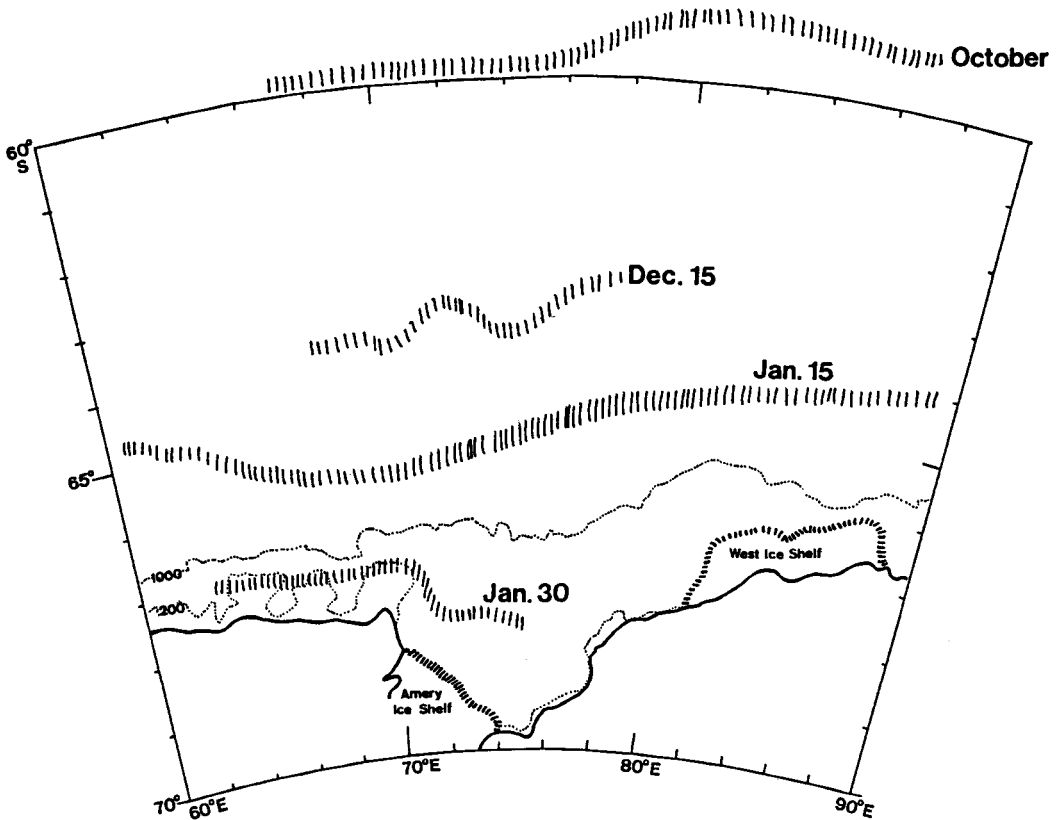 October
60°
S
Dec. 15
Jan. 15
65°
West Ice Shelf
1000
200
Jan. 30
Amery
Ice Shelf
70°E
80°E
70°
60°E
90°E